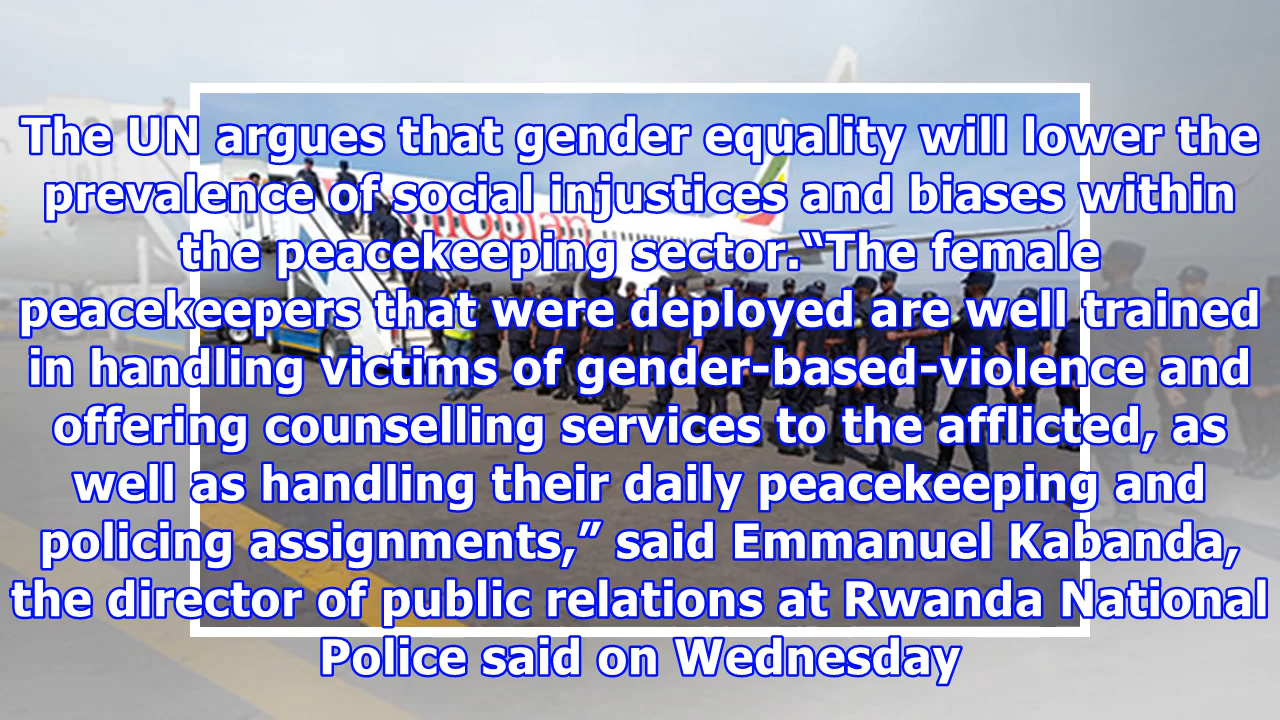 The UN argues that gender equality will lower the
prevalence of social injustices and biases within
the peacekeeping sector.“The female
peacekeepers that were deployed are well trained
in handling victims of gender-based-violence and
offering counselling services to the afflicted, as
well as handling their daily peacekeeping and
policing assignments,” said Emmanuel Kabanda,
the director of public relations at Rwanda National
Police said on Wednesday